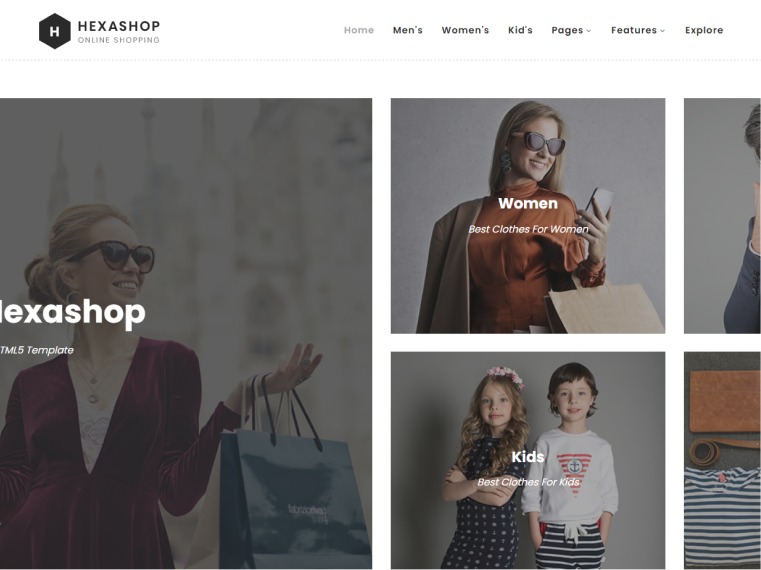 H
HEXASHOP
ONLINE SHOPPING
Home Men's Women's Kid's Pages Features Explore
Women
Best Clothes For Women
Hexashop
TML5 Template
Kids
Best Clothes For Kids